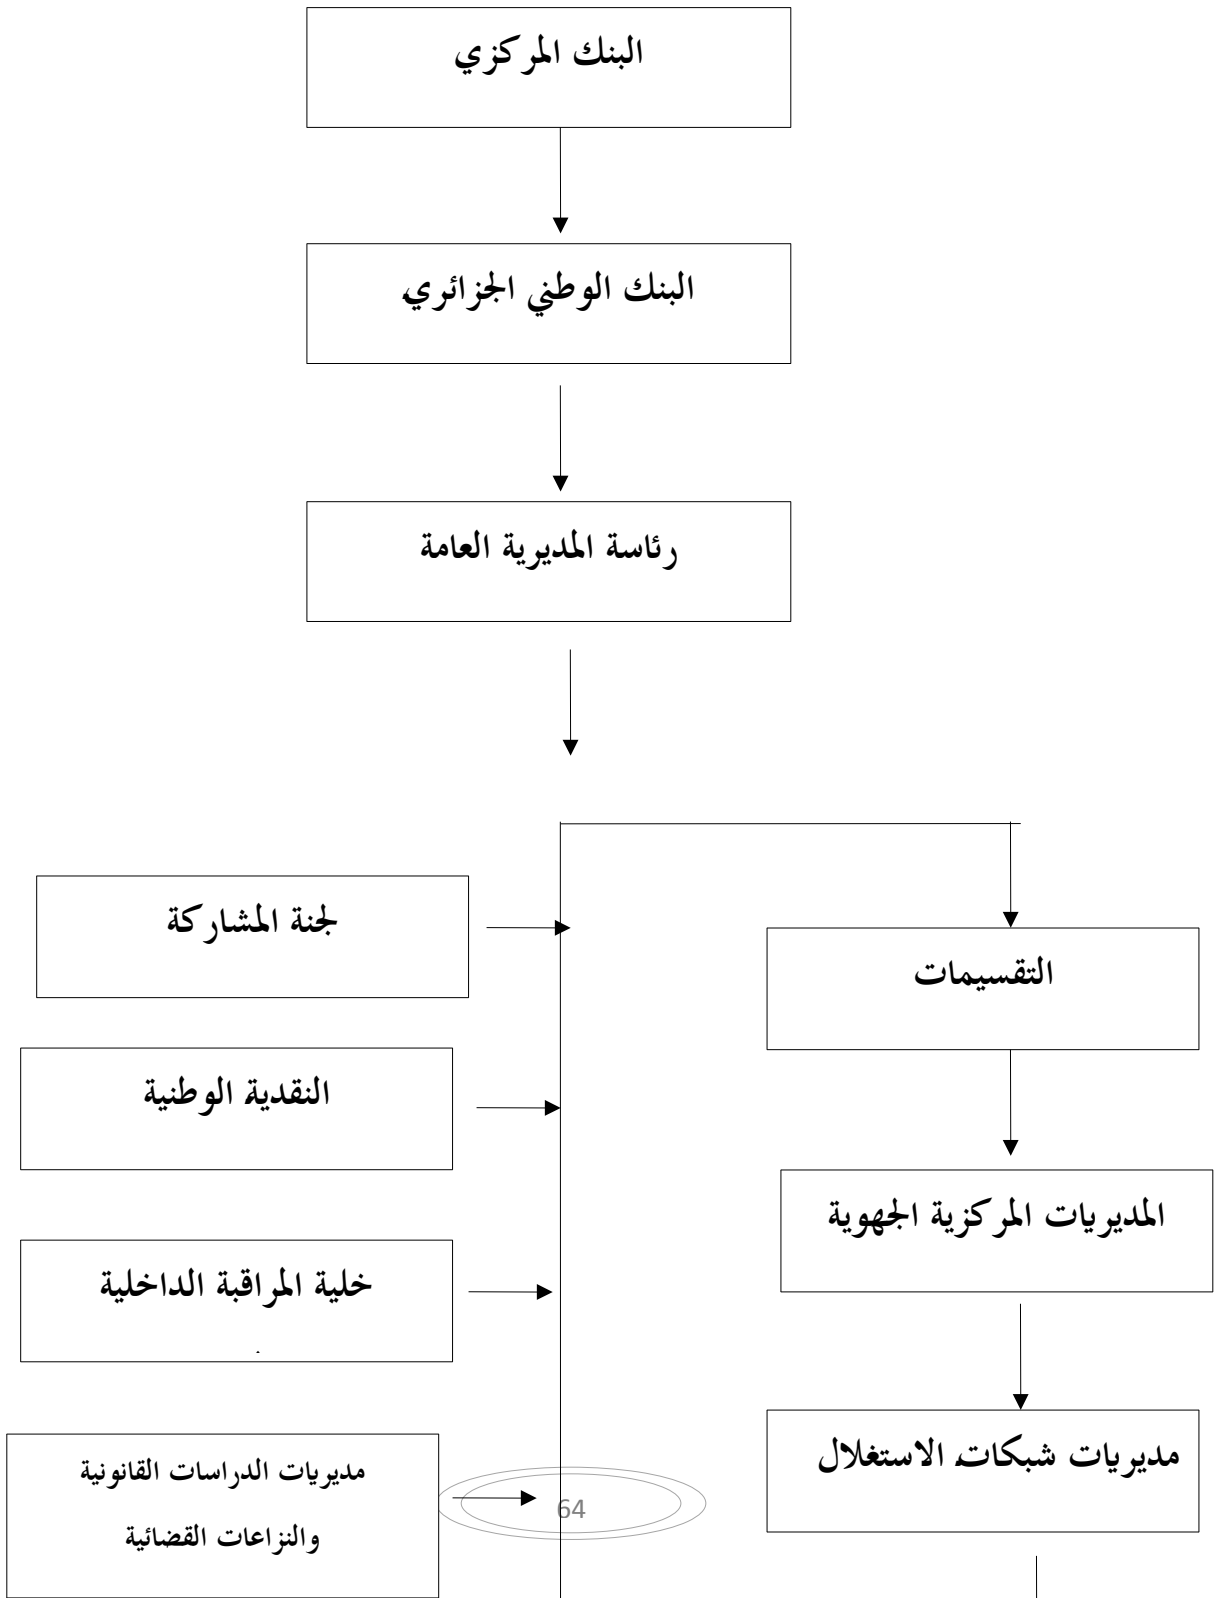 البنك المركزي
البنك الوطني الجزائري
رئاسة المديرية العامة
لجنة المشاركة
التقسيمات
النقدية الوطنية
المديريات المركزية الجهوية
خلية المراقبة الداخلية
مديريات شبكات الاستغلال
مديريات الدراسات القانونية
والنزاعات القضائية
64